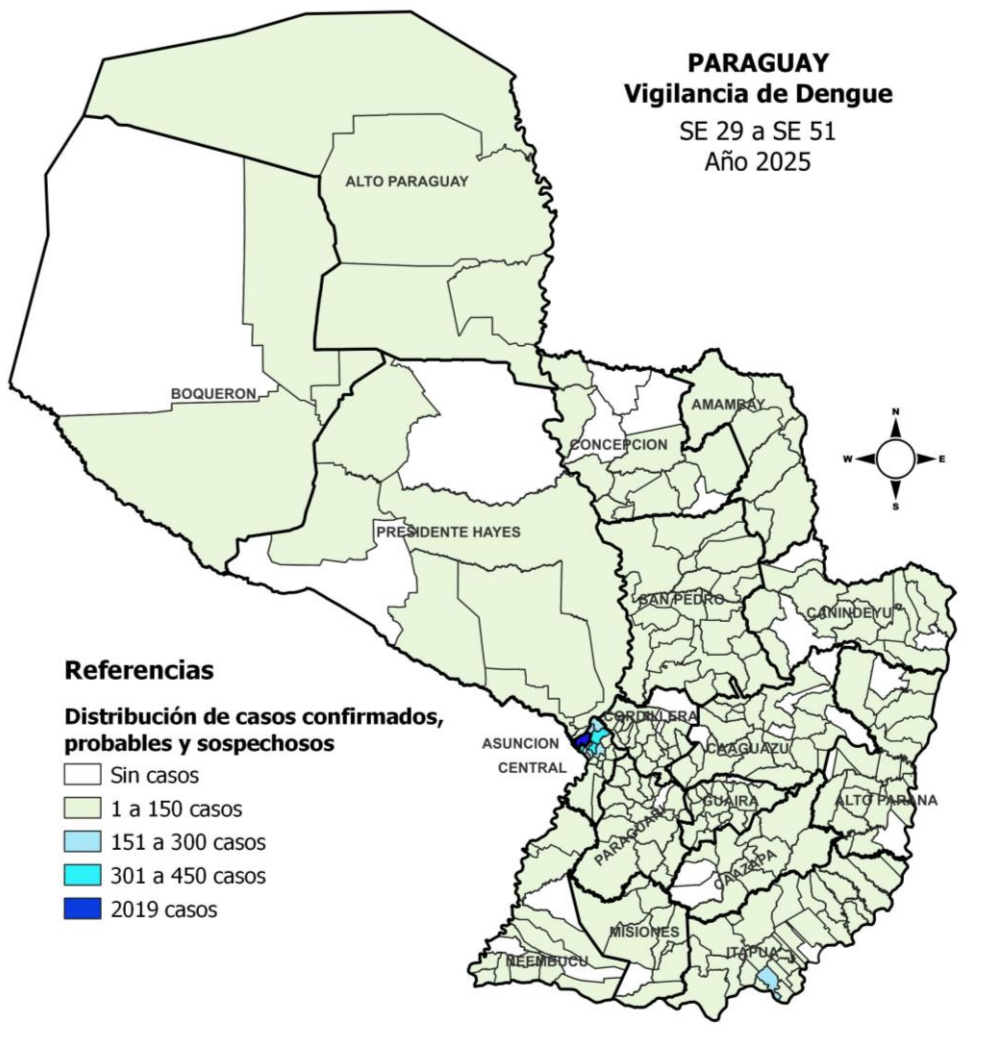 PARAGUAY
Vigilancia de Dengue
SE 29 a SE 51
Año 2025
ALTO PARAGUAY
BOQUERON
AMAMBAY
CONCEPCION
N
W
E
S
PRESIDENTE HAYES
SAN PEDRO
CANINDEYU
Referencias
Distribución de casos confirmados,
probables y sospechosos
Sin casos
1 a 150 casos
151 a 300 casos
301 a 450 casos
2019 casos
CORDILLERA
ASUNCION
CENTRAL
CAAGUAZU
GUAIRA
ALTO PARANA
PARAGUARI
CAAZAPA
MISIONES
ITAPUA
ÑEEMBUCU